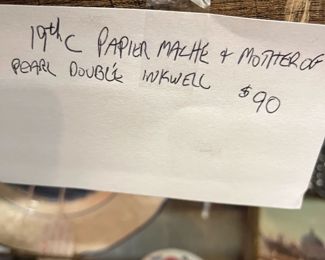 19th C PAPIER MACHE & MOTHER OF
PEARL DOUBLE INKWELL $90